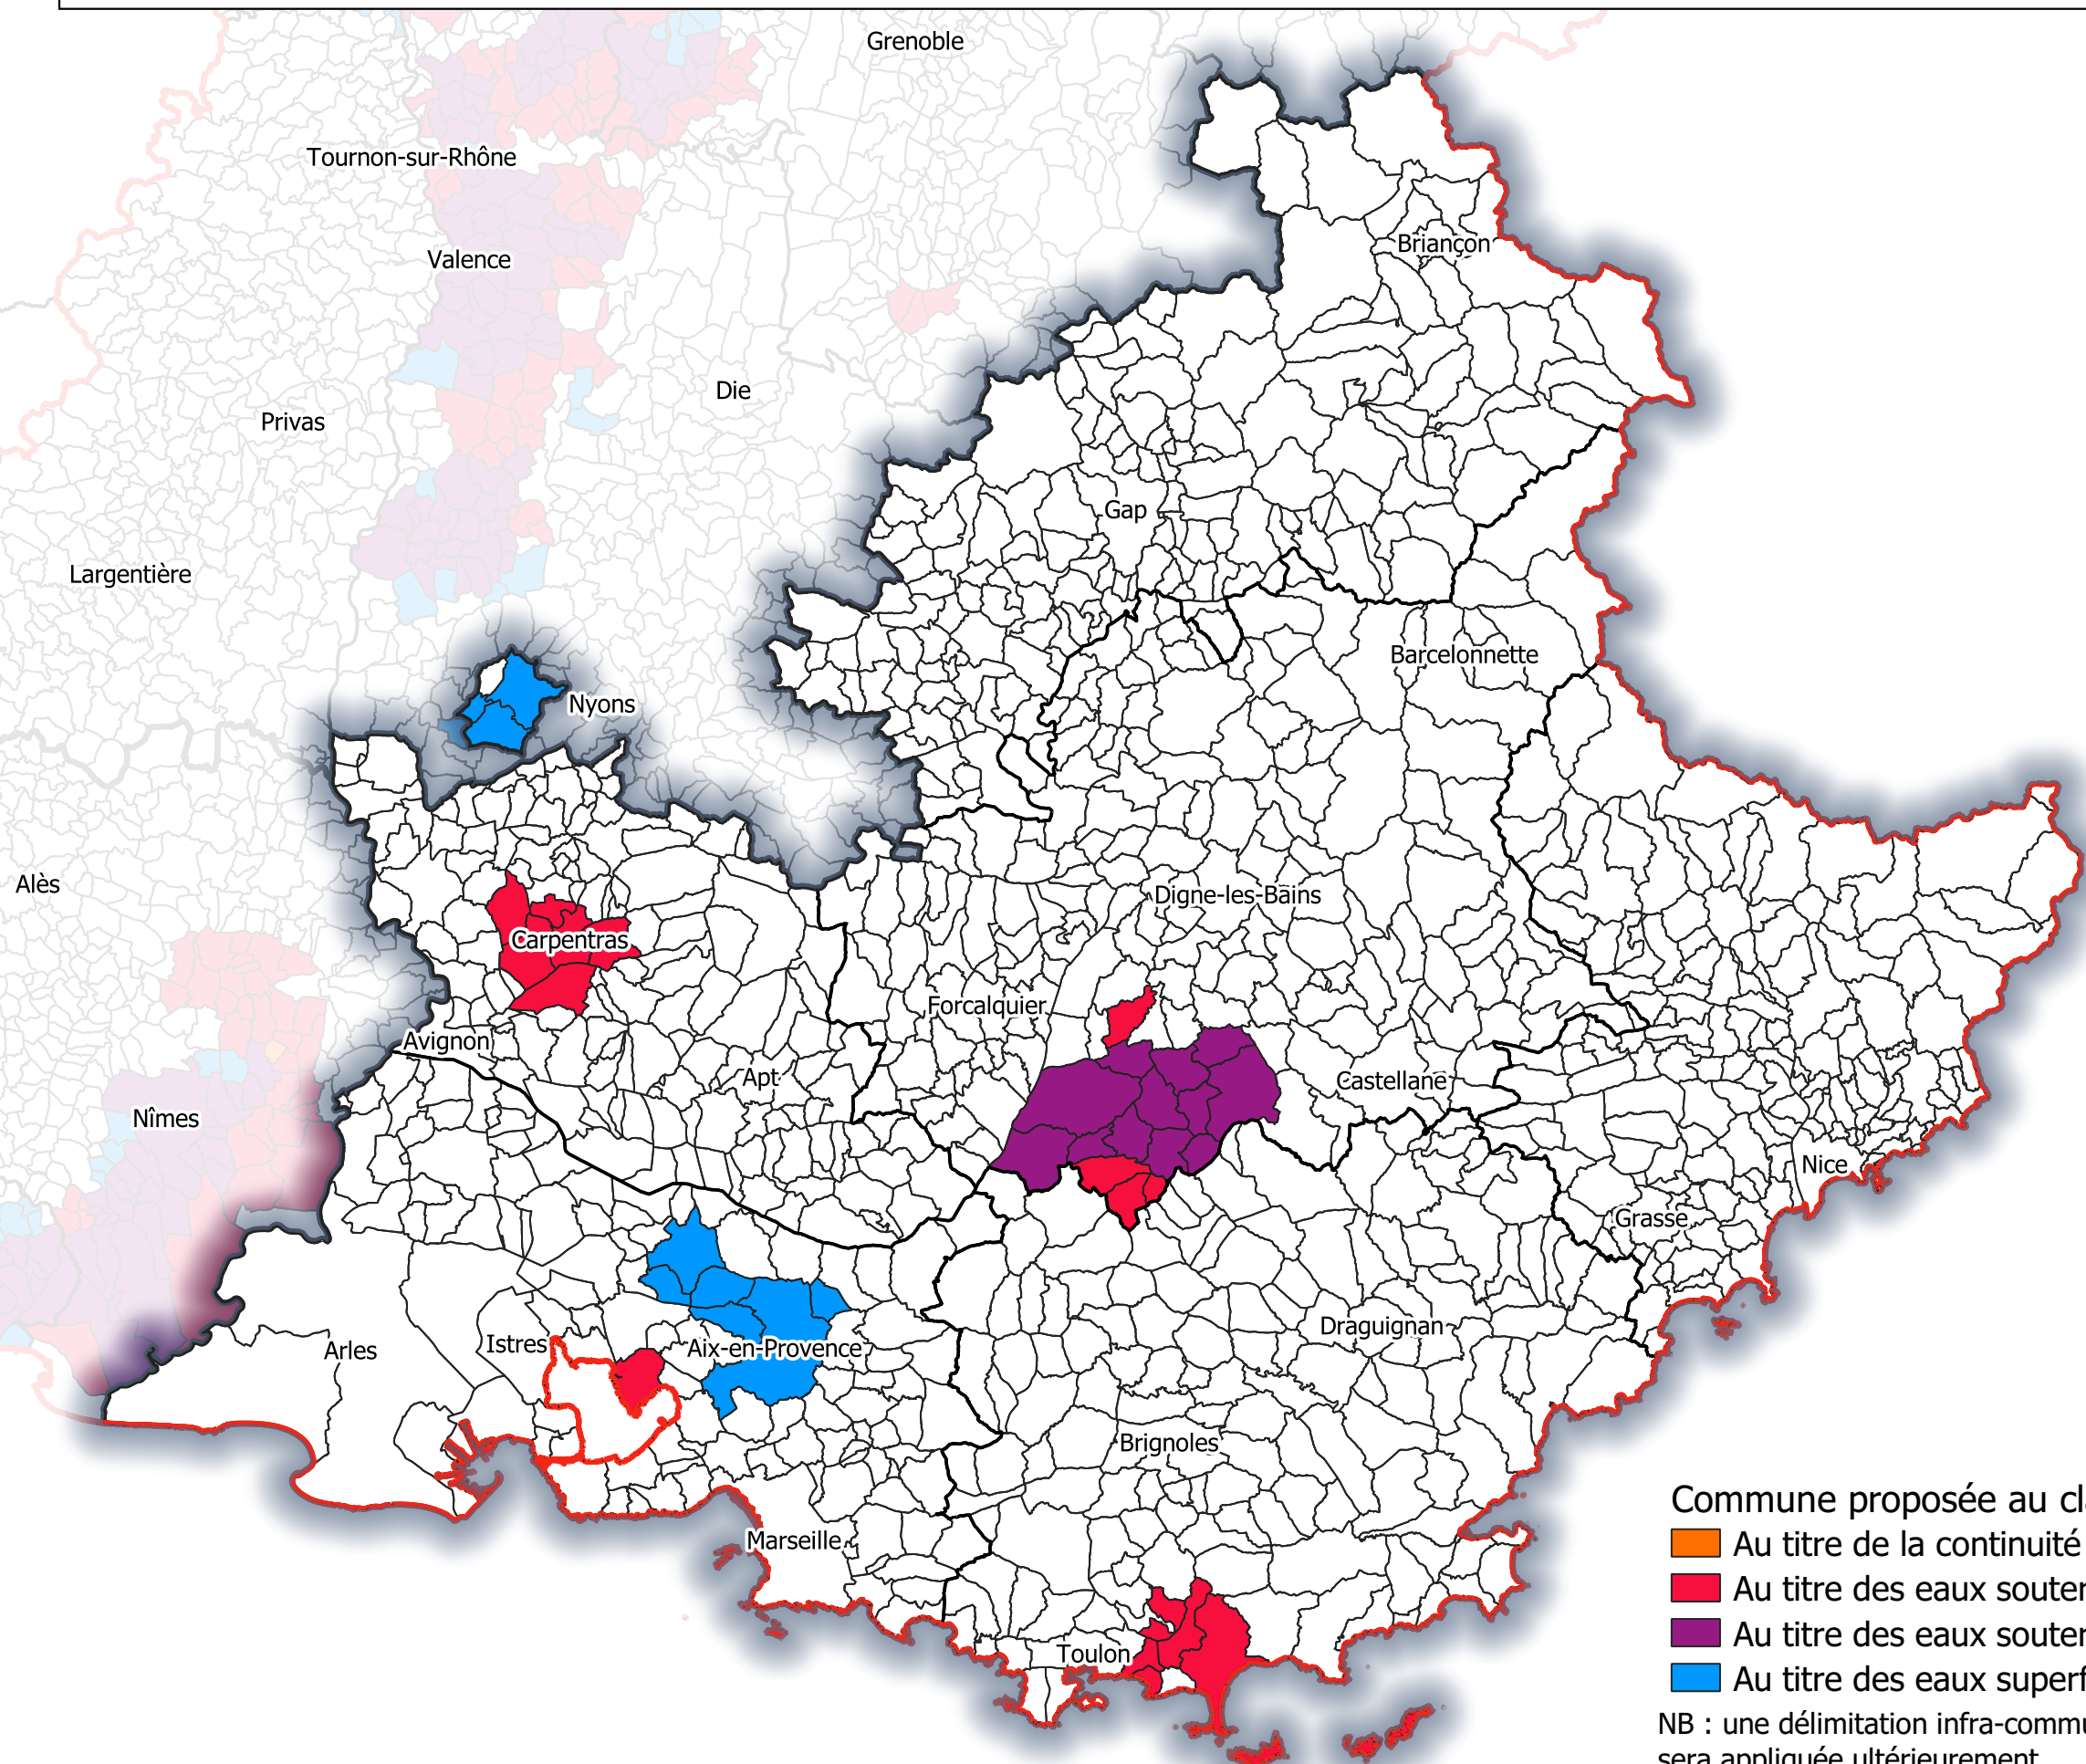 Grenoble
Tournon-sur-Rhône
Briançon
Valence
Die
Privas
Gap
Largentière
Barcelonnette
Nyons
Alès
Digne-les-Bains
Carpentras
Forcalquier
Avignon
Apt
Castellane
Nîmes
Nice
Grasse
Draguignan
Istres
Aix-en-Provence
Arles
Brignoles
Marseille
Toulon
Commune proposée au cl
Au titre de la continuité
Au titre des eaux souter
Au titre des eaux souter
Au titre des eaux superf
NB : une délimitation infra-commu
sera appliquée ultérieurement